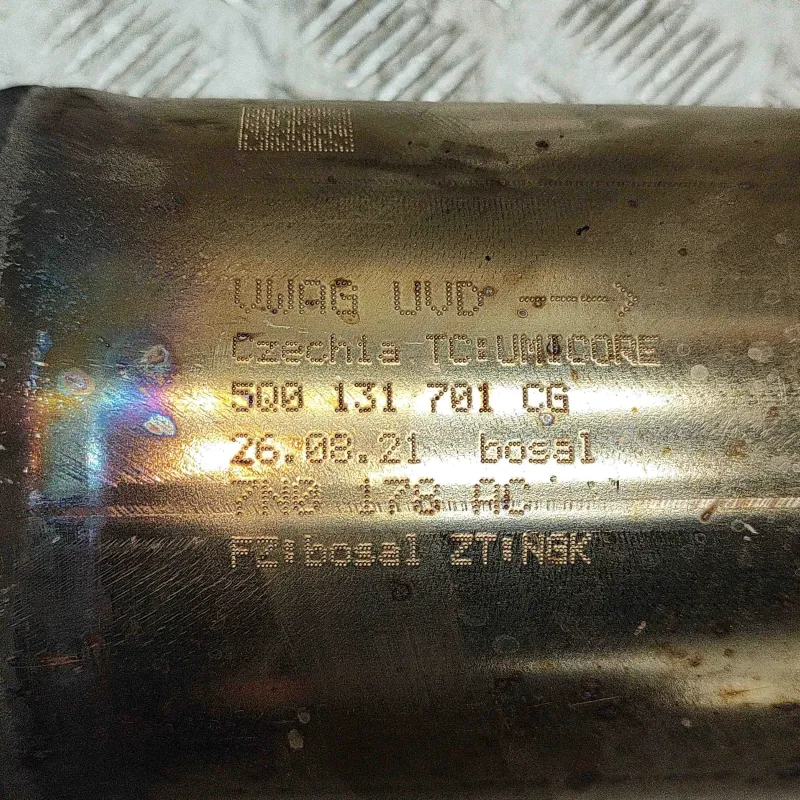 VWAG UVD --->
Czechia TC:UMICORE
5Q0 131 701 CG
26.08.21 bosal
7N0 178 AC
FZ:bosal ZT:NGK